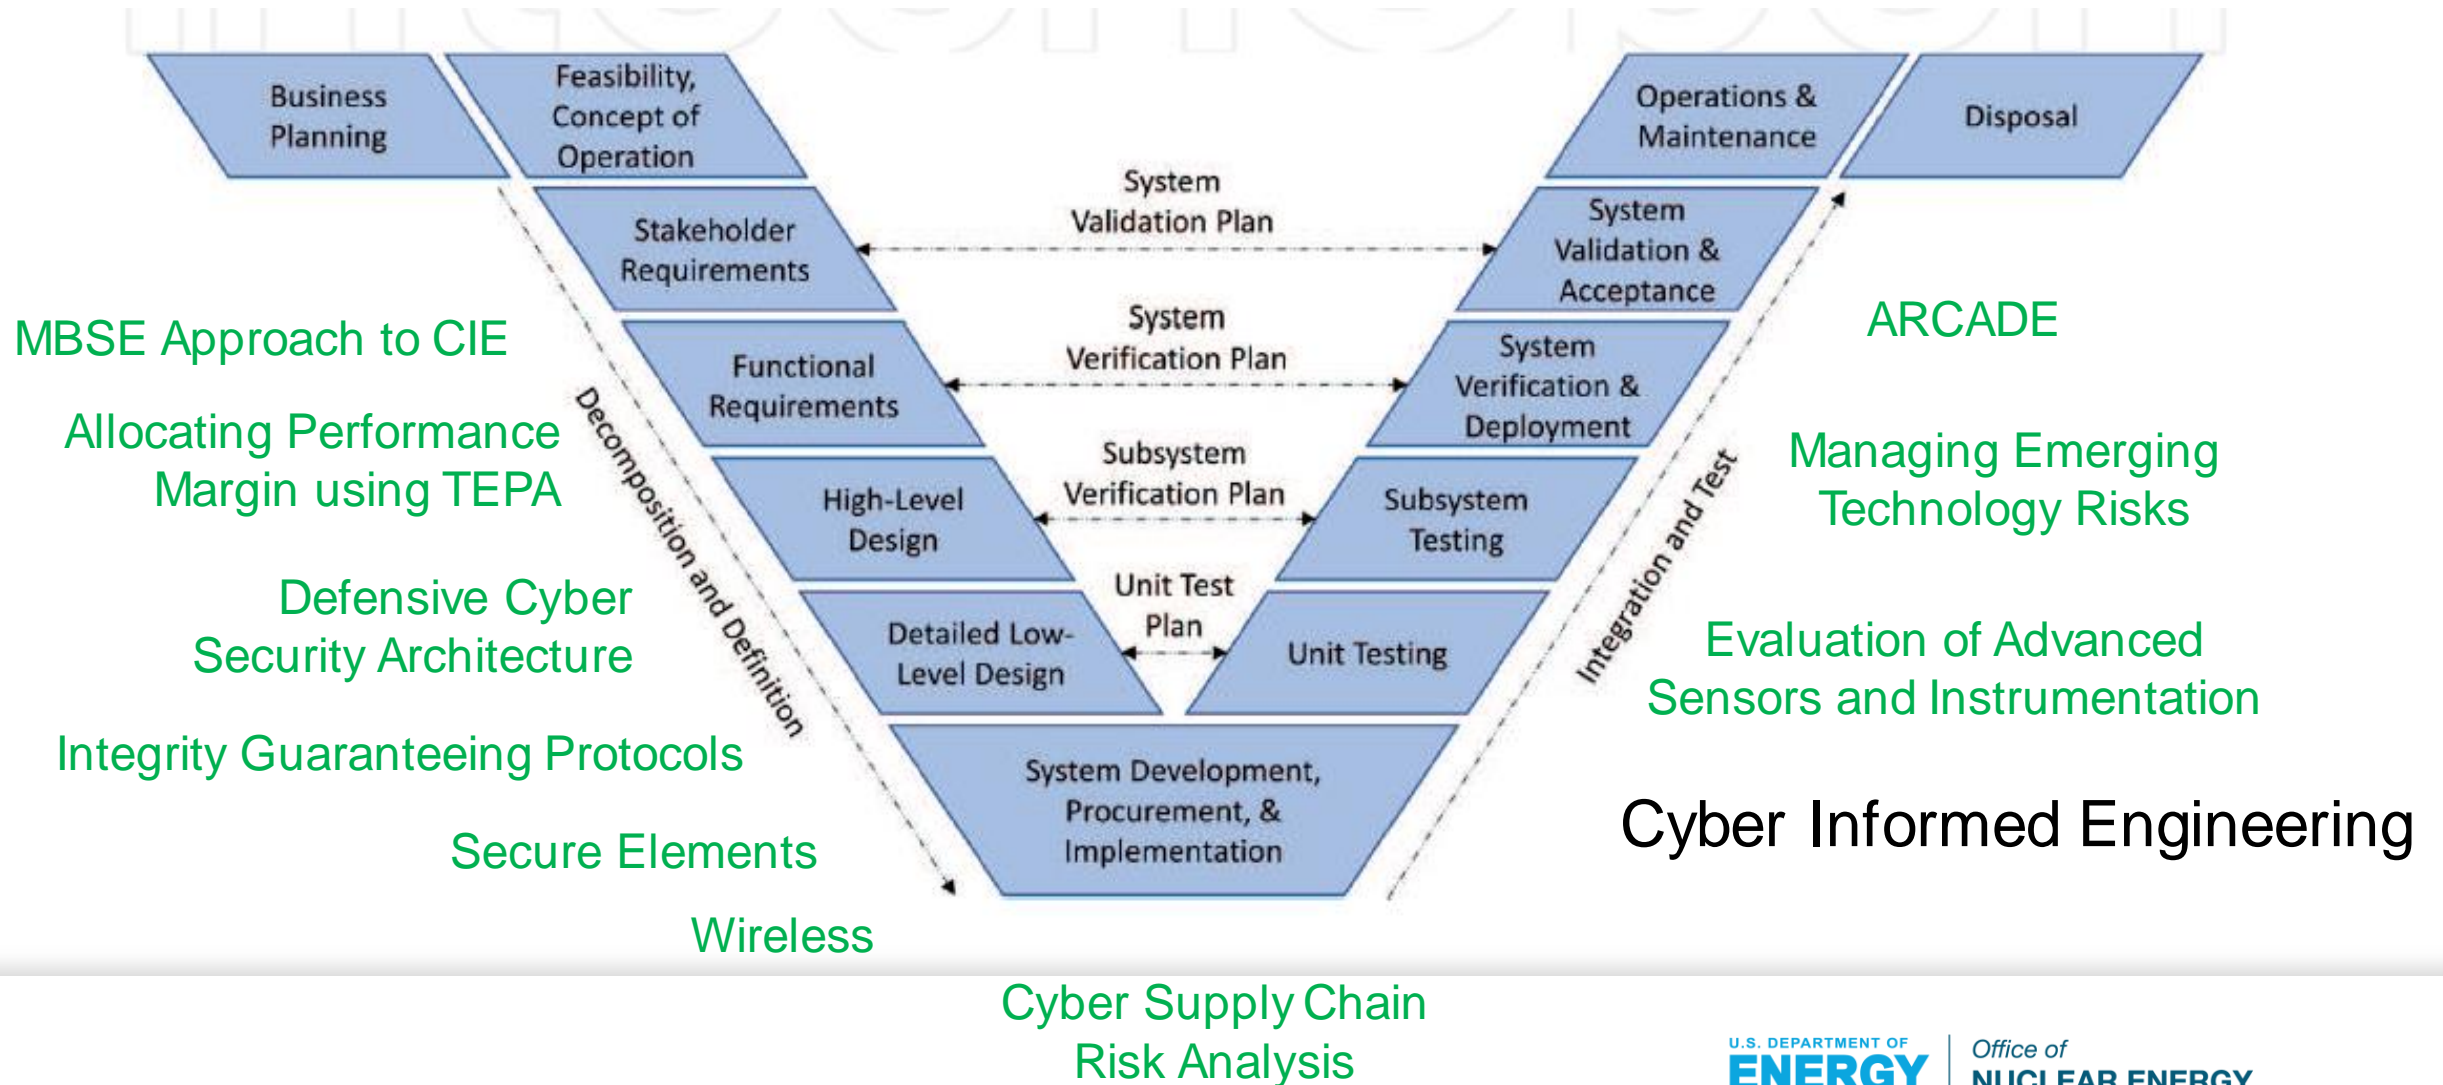 Business
Planning
Feasibility,
Concept of
Operation
Operations &
Maintenance
Disposal
System
Validation Plan
Stakeholder
Requirements
System
Validation &
Acceptance
MBSE Approach to CIE
System
Verification Plan
ARCADE
Functional
Requirements
System
Verification &
Deployment
Allocating Performance
Margin using TEPA
Decomposition and Definition
Subsystem
Verification Plan
Integration and Test
Managing Emerging
Technology Risks
High-Level
Design
Subsystem
Testing
Defensive Cyber
Security Architecture
Unit Test
Plan
Detailed Low-
Level Design
Unit Testing
Evaluation of Advanced
Sensors and Instrumentation
Integrity Guaranteeing Protocols
System Development,
Procurement, &
Implementation
Cyber Informed Engineering
Secure Elements
Wireless
Cyber Supply Chain
Risk Analysis
U.S. DEPARTMENT OF
ENERGY
Office of
NUCLEAR ENERGY